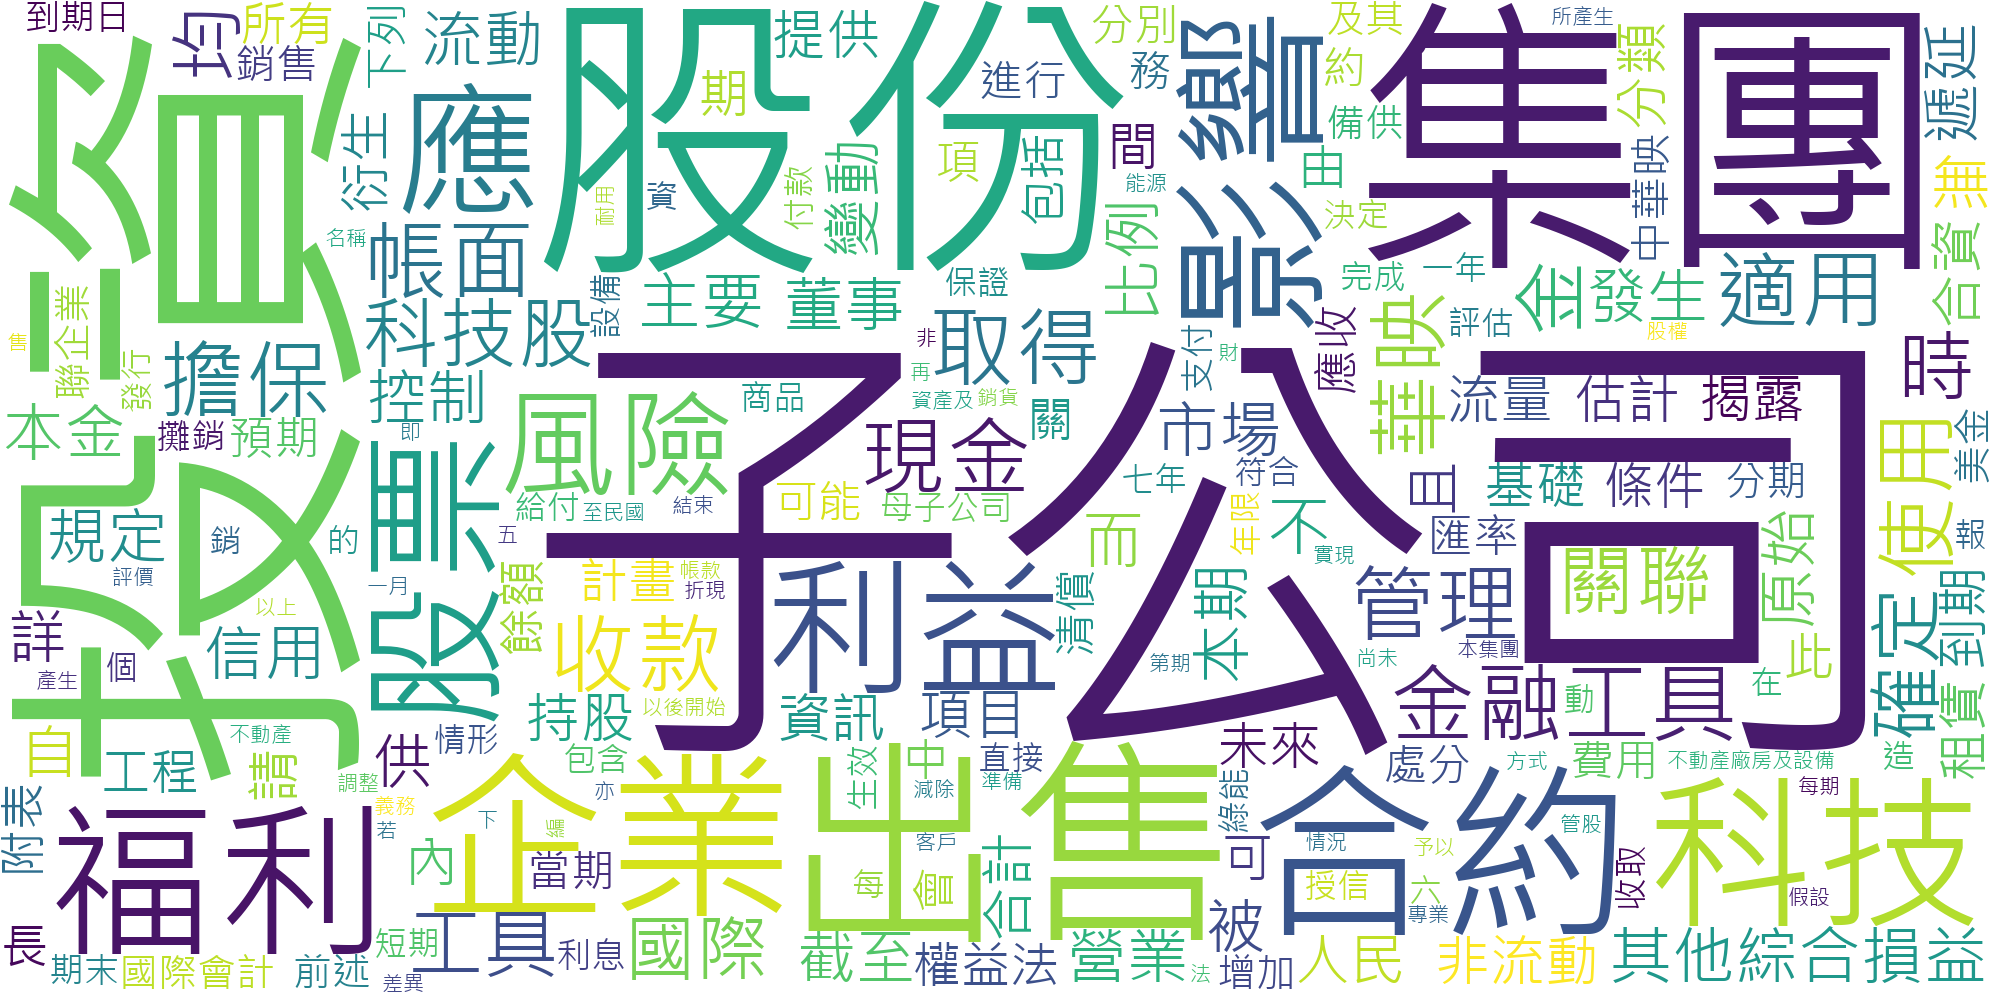 到期日
均
所有
銷售
下列
流動
股份
提供
分別
務
影響
集團
及其
約
所產生
分類
遞延
投資
期
進行
間
備供
中華映
無
應
衍生
變動
項
包括
由
能源
合資
耐用
資
付款
決定
名稱
帳面
設備
主要
董事
保證
比例
完成
一年
金
發生
適用
聯企業
售
發行
擔保
科技股
非
取得
支付
財
應收
華映
評估
股權
時
子公司
本金
攤銷
預期
控制
即
商品
再
資產及
銷貨
關
市場
流量
估計
揭露
美金
股票
風險
現金
七年
符合
且
基礎
條件
分期
使用
規定
銷
的
給付
至民國
結束
可能
母子公司
而
年限
不
實現
匯率
關聯
原始
報
評價
五
一月
計畫
帳款
折現
利益
清償
本期
管理
到期
以上
餘額
收款
詳
信用
產生
個
第期
尚未
本集團
此
確定
租賃
持股
以後開始
資訊
項目
金融工具
動
在
自
不動產
情形
工程
請
供
包含
中
直接
未來
處分
方式
費用
不動產廠房及設備
造
調整
附表
義務
若
企業
亦
生效
減除
準備
出售
綠能
合約
每期
科技
福利
下
編
內
當期
客戶
可
情況
管股
予以
收取
每
會
合計
授信
六
專業
假設
長
工具
被
期末
國際會計
前述
短期
差異
利息
國際
截至
權益法
營業
法
增加
人民
非流動
其他綜合損益